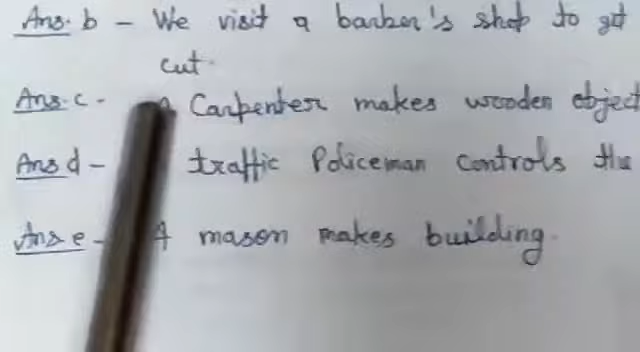 Ans. b - We visit a barber's shop to get
cut.
Ans. c - a Carpenter makes wooden object
Ans d - traffic Policeman controls the
Ans. e - A mason makes building.